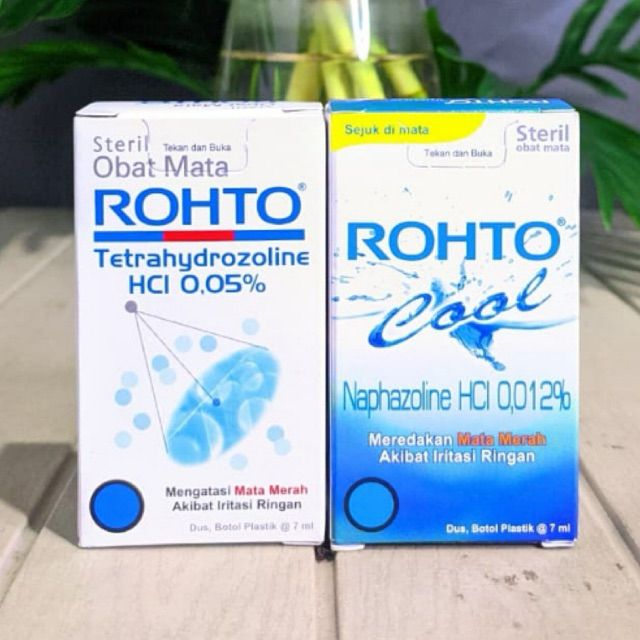 Steril
Tekan dan Buka
Obat Mata
ROHTO®
Tetrahydrozoline
HCl 0,05%
Mengatasi Mata Merah
Akibat Iritasi Ringan
Dus, Botol Plastik @ 7 ml
Sejuk di mata
Tekan dan Buka
Steril
obat mata
ROHTO®
Cool
Naphazoline HCl 0,012%
Meredakan Mata Merah
Akibat Iritasi Ringan
Dus, Botol Plastik @ 7 ml